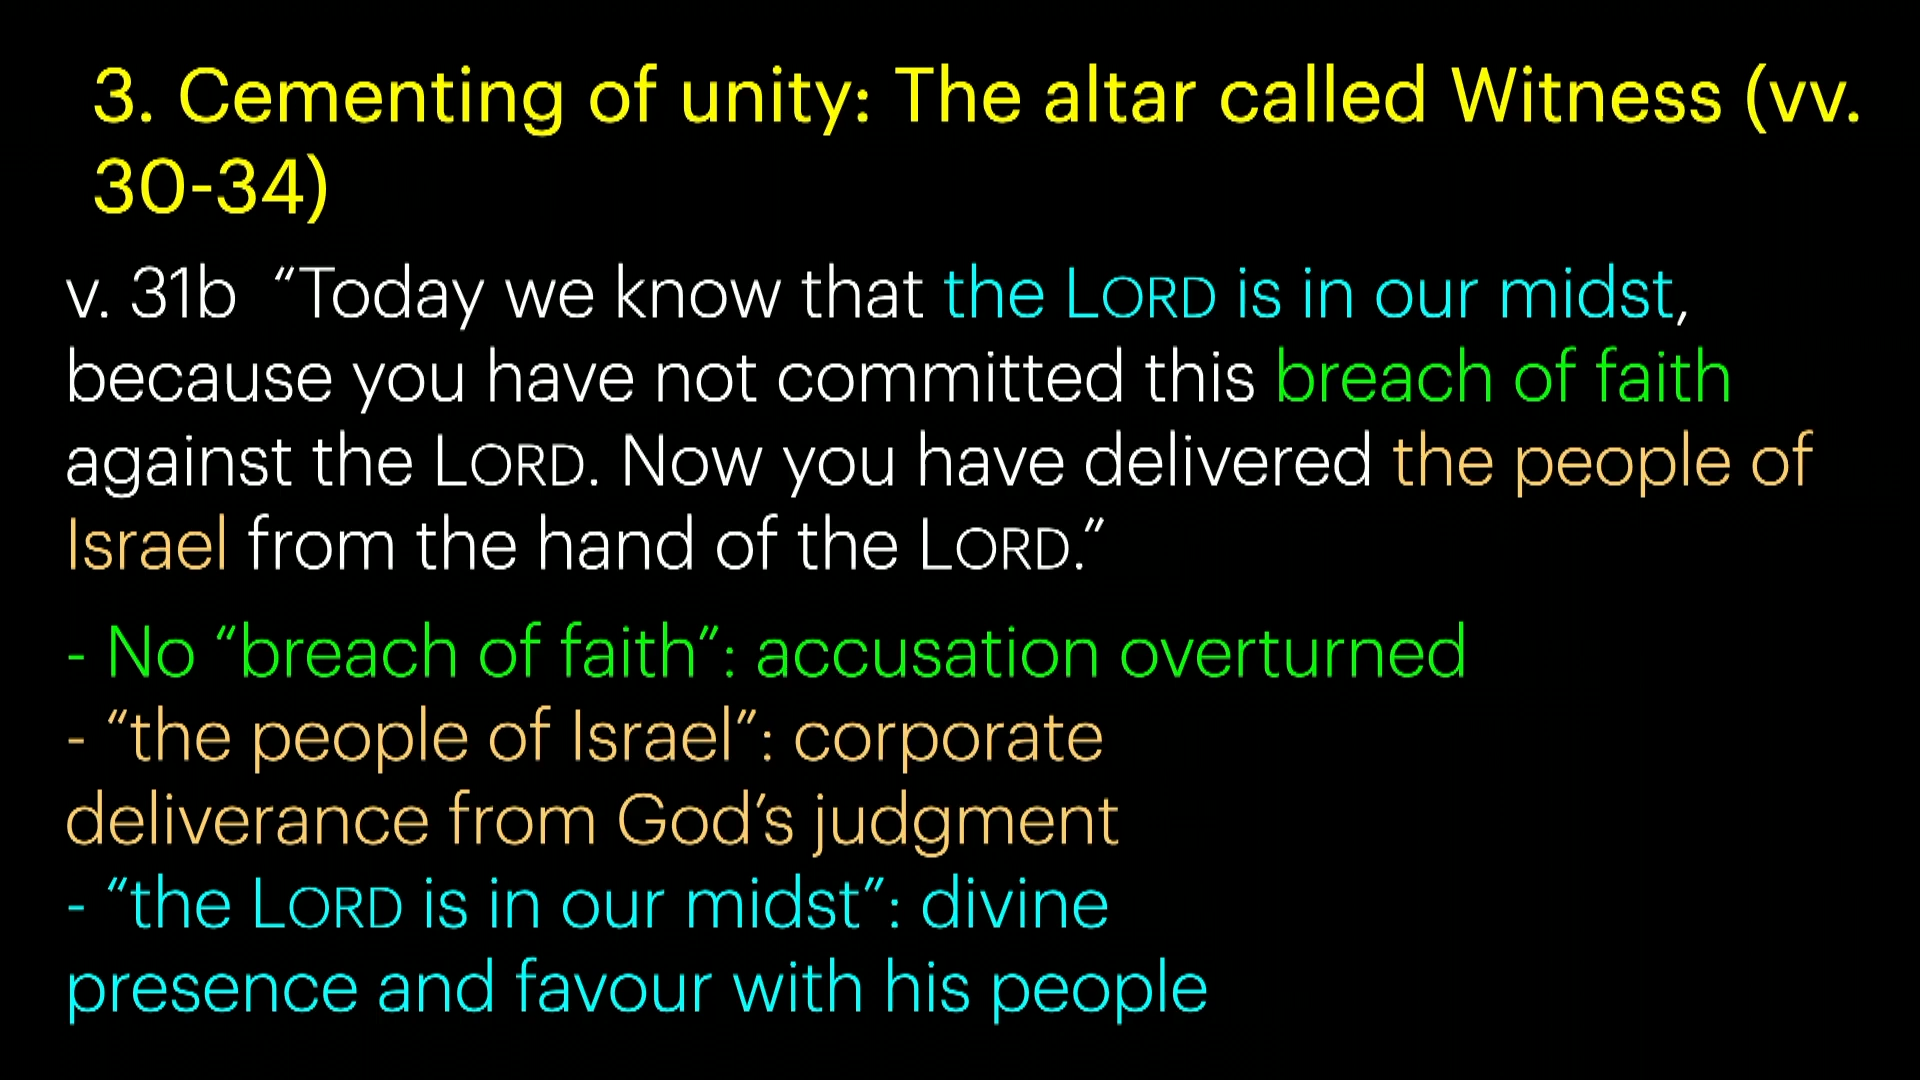 3. Cementing of unity: The altar called Witness (vv.
30-34)
v. 31b “Today we know that the LORD is in our midst,
because you have not committed this breach of faith
against the LORD. Now you have delivered the people of
Israel from the hand of the LORD.”
- No “breach of faith”: accusation overturned
- “the people of Israel”: corporate
deliverance from God’s judgment
- “the LORD is in our midst”: divine
presence and favour with his people